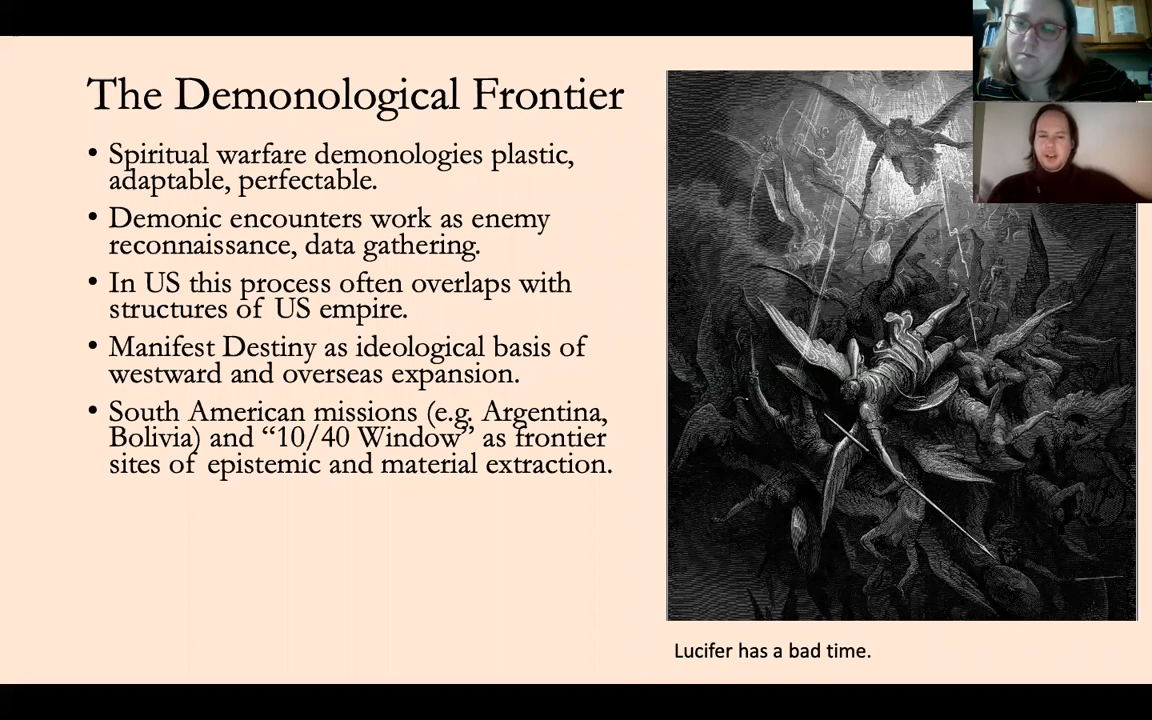 The Demonological Frontier
• Spiritual warfare demonologies plastic,
adaptable, perfectable.
• Demonic encounters work as enemy
reconnaissance, data gathering.
• In US this process often overlaps with
structures of US empire.
• Manifest Destiny as ideological basis of
westward and overseas expansion.
• South American missions (e.g, Argentina,
Bolivia) and “10/40 Window” as frontier
sites of epistemic and material extraction.
Lucifer has a bad time.